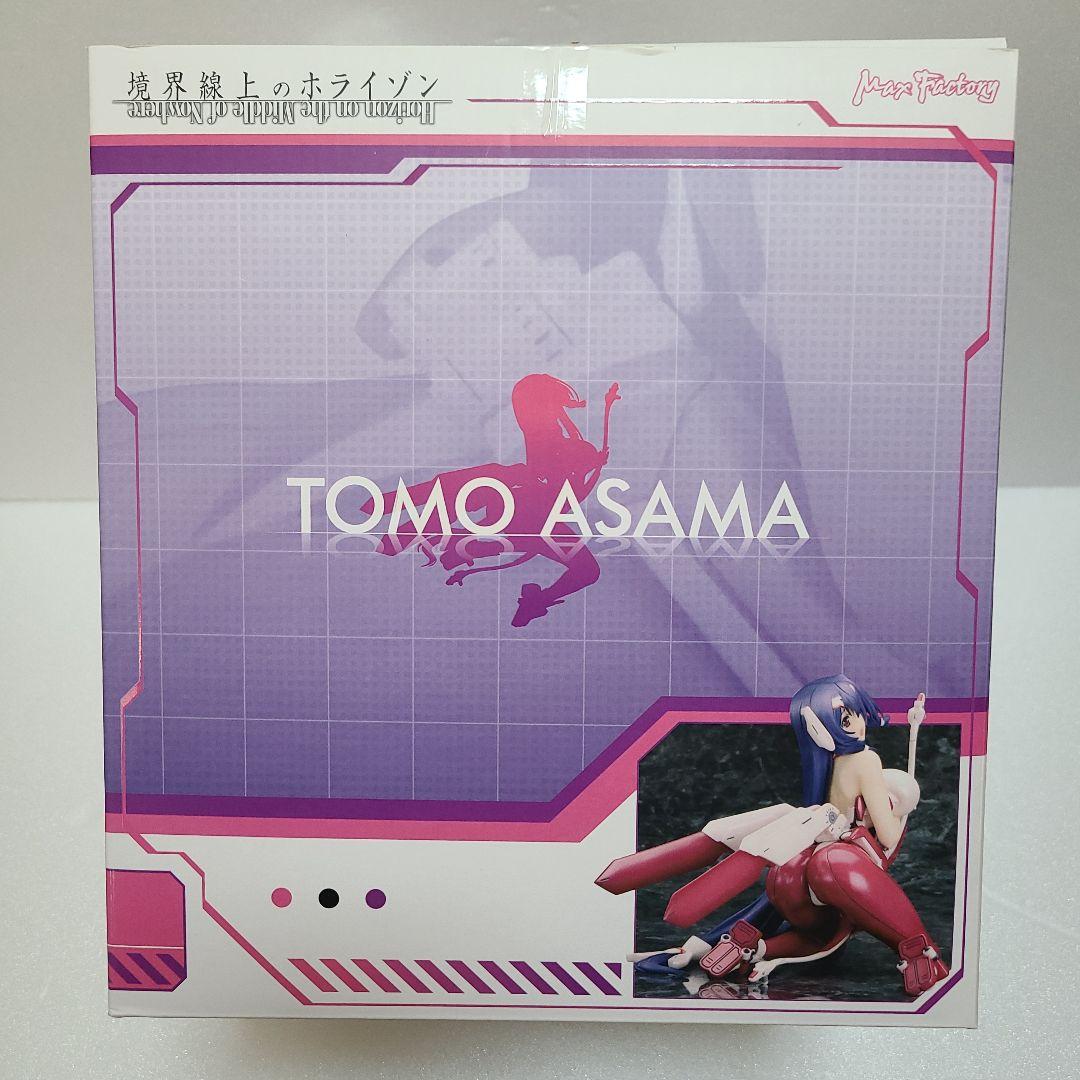 境界線上のホライゾン
Horizon on the Middle of Nowhere
Max Factory
TOMO ASAMA